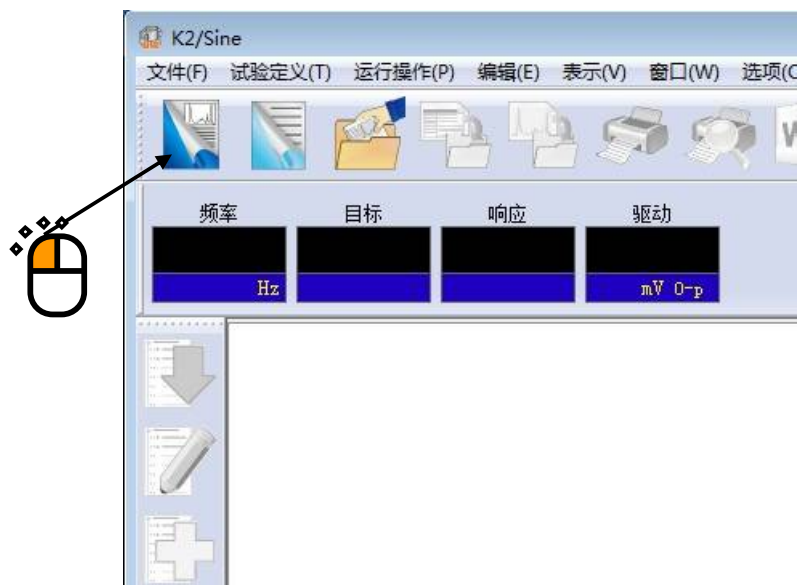 K2/Sine
文件(F) 试验定义(T) 运行操作(P) 编辑(E) 表示(V) 窗口(W) 选项(O
频率 目标 响应 驱动
Hz mV 0-p